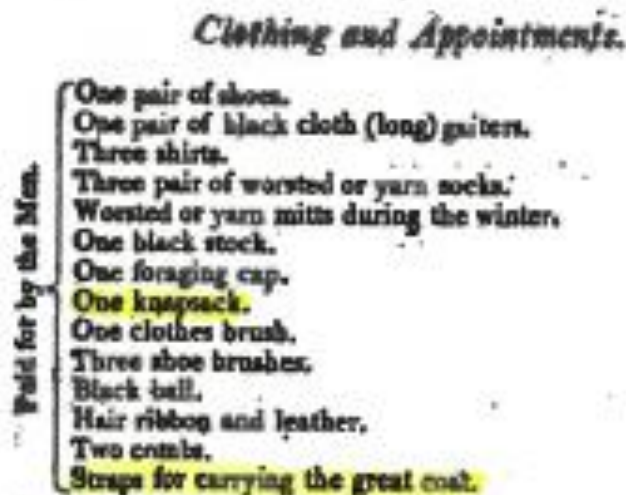 Clothing and Appointments.
Paid for by the Men.
One pair of shoes.
One pair of black cloth (long) gaiters.
Three shirts.
Three pair of worsted or yarn socks.
Worsted or yarn mitts during the winter.
One black stock.
One foraging cap.
One knapsack.
One clothes brush.
Three shoe brushes.
Black ball.
Hair ribbon and leather.
Two combs.
Straps for carrying the great coat.